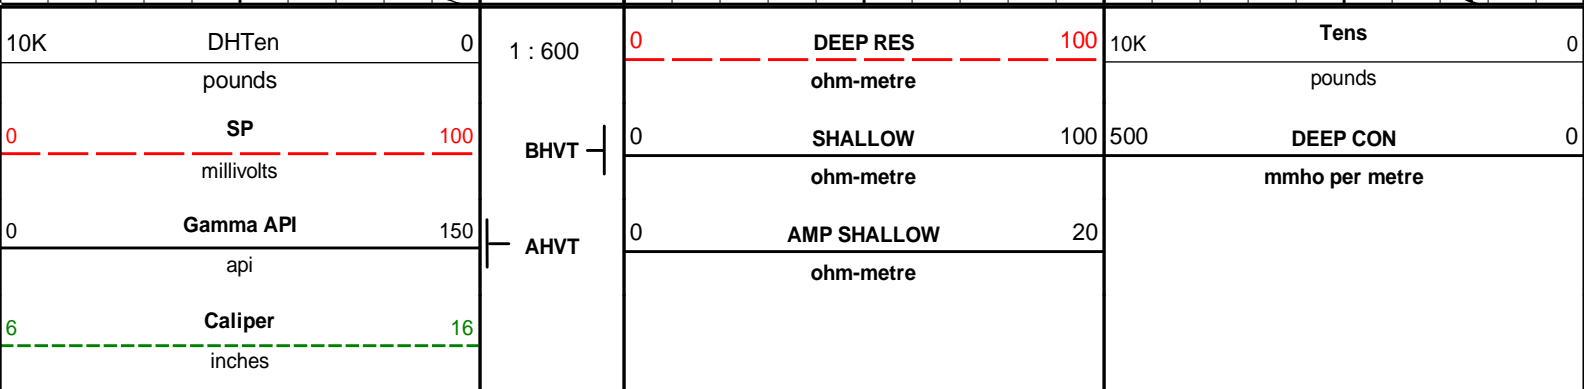 10K DHTen 0
pounds
0 SP 100
millivolts
0 Gamma API 150
api
6 Caliper 16
inches
1 : 600
BHVT
AHVT
0 DEEP RES 100
ohm-metre
0 SHALLOW 100
ohm-metre
0 AMP SHALLOW 20
ohm-metre
10K Tens 0
pounds
500 DEEP CON 0
mmho per metre